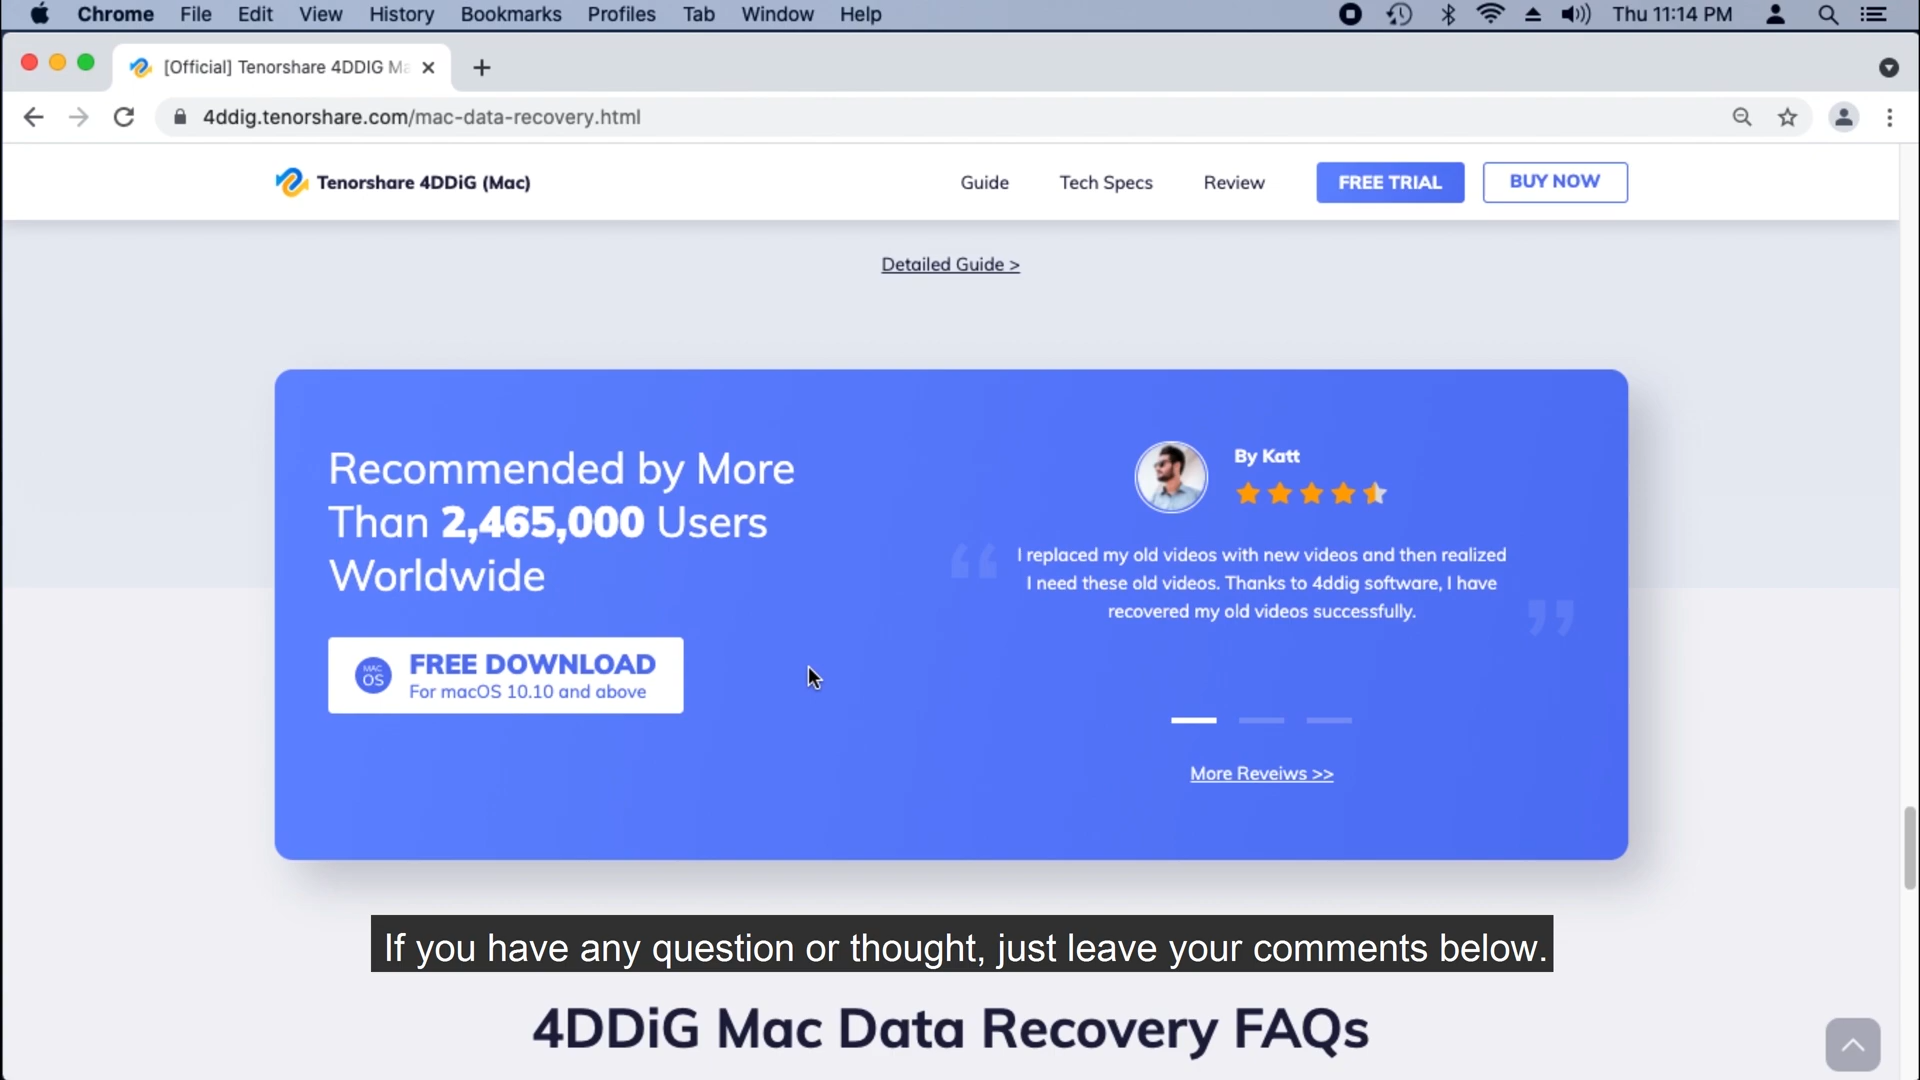 Chrome File Edit View History Bookmarks Profiles Tab Window Help Thu 11:14 PM
[Official] Tenorshare 4DDIG Ma
4ddig.tenorshare.com/mac-data-recovery.html
Tenorshare 4DDiG (Mac) Guide Tech Specs Review FREE TRIAL BUY NOW
Detailed Guide >
Recommended by More
Than 2,465,000 Users
Worldwide
MAC
OS
FREE DOWNLOAD
For macOS 10.10 and above
By Katt
“ I replaced my old videos with new videos and then realized
I need these old videos. Thanks to 4ddig software, I have
recovered my old videos successfully. ”
More Reveiws >>
If you have any question or thought, just leave your comments below.
4DDiG Mac Data Recovery FAQs